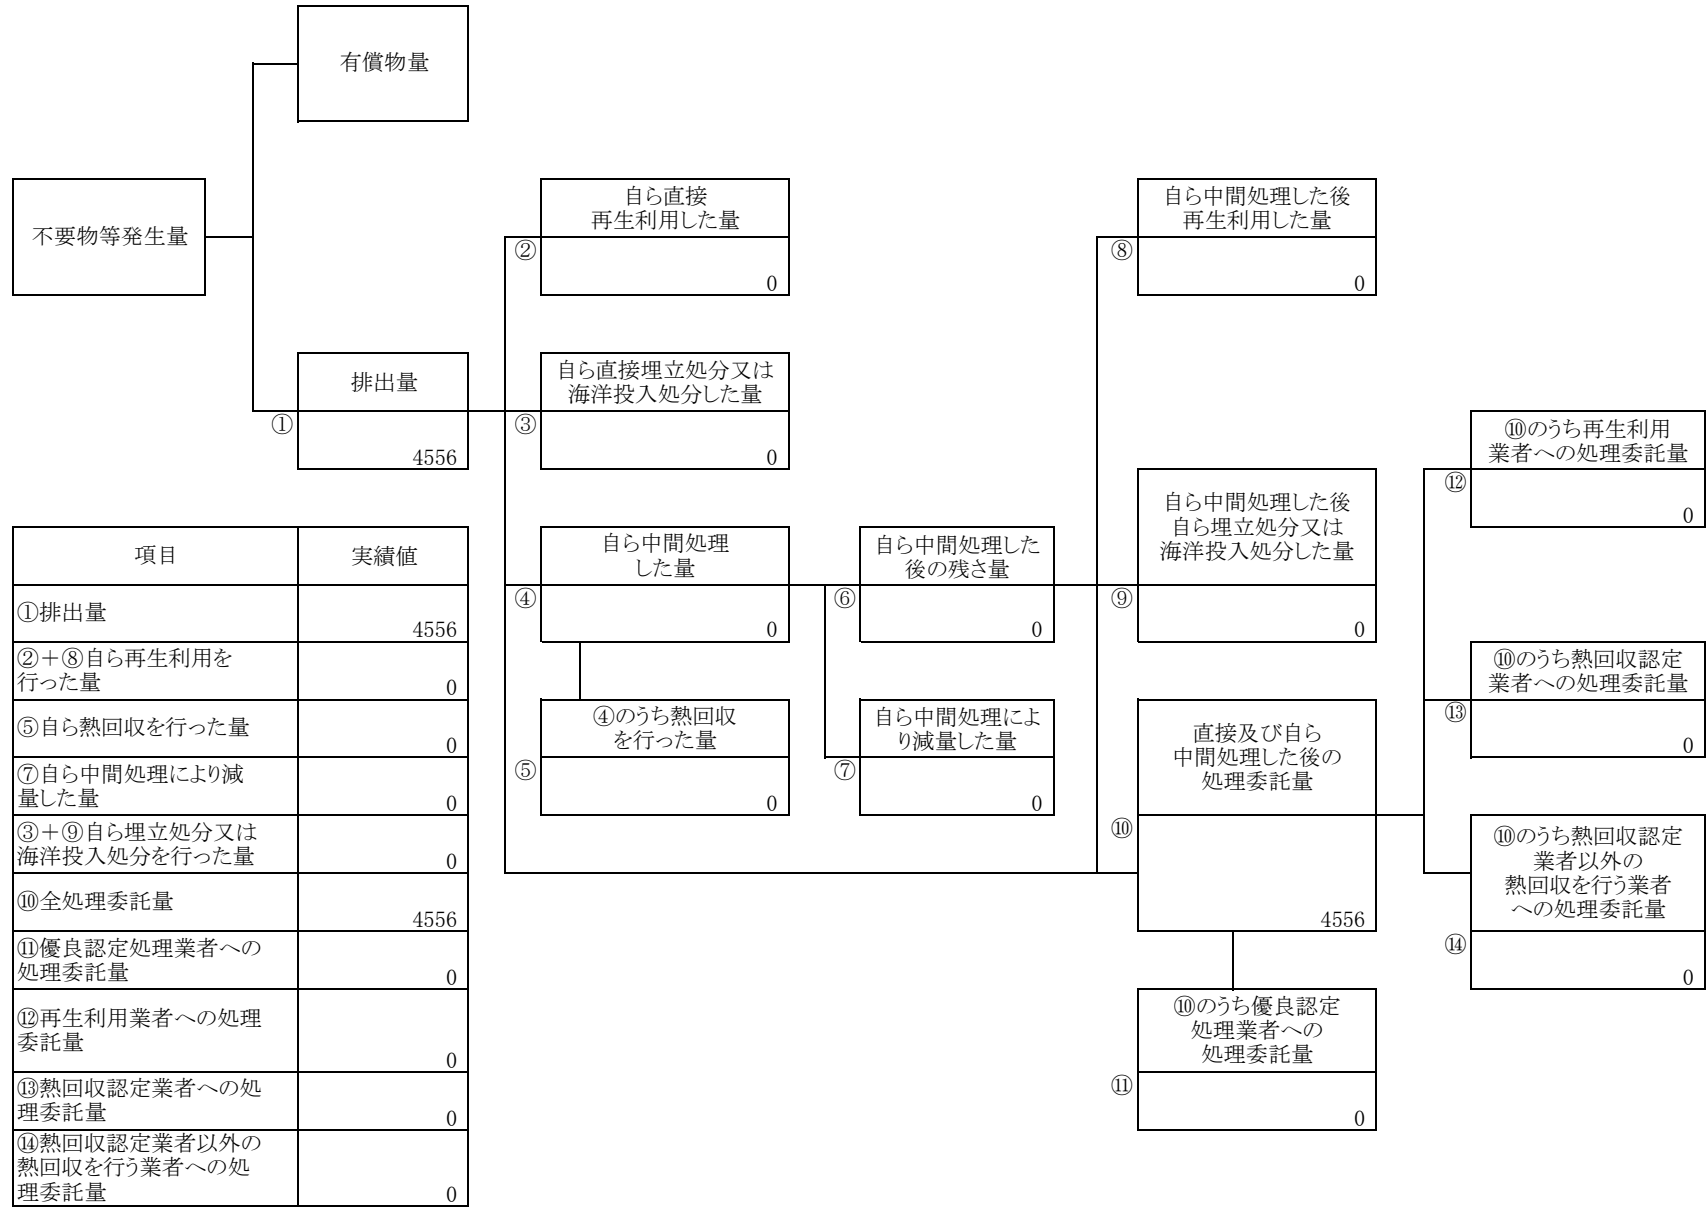 有償物量
不要物等発生量
自ら直接
再生利用した量
②
0
自ら中間処理した後
再生利用した量
⑧
0
排出量
①
4556
自ら直接埋立処分又は
海洋投入処分した量
③
0
⑩のうち再生利用
業者への処理委託量
⑫
0
自ら中間処理
した量
④
0
自ら中間処理した
後の残さ量
⑥
0
自ら中間処理した後
自ら埋立処分又は
海洋投入処分した量
⑨
0
⑩のうち熱回収認定
業者への処理委託量
⑬
0
④のうち熱回収
を行った量
⑤
0
自ら中間処理によ
り減量した量
⑦
0
直接及び自ら
中間処理した後の
処理委託量
⑩
4556
⑩のうち熱回収認定
業者以外の
熱回収を行う業者
への処理委託量
⑭
0
⑩のうち優良認定
処理業者への
処理委託量
⑪
0
項目 実績値
①排出量
4556
②＋⑧自ら再生利用を
行った量
0
⑤自ら熱回収を行った量
0
⑦自ら中間処理により減
量した量
0
③＋⑨自ら埋立処分又は
海洋投入処分を行った量
0
⑩全処理委託量
4556
⑪優良認定処理業者への
処理委託量
0
⑫再生利用業者への処理
委託量
0
⑬熱回収認定業者への処
理委託量
0
⑭熱回収認定業者以外の
熱回収を行う業者への処
理委託量
0